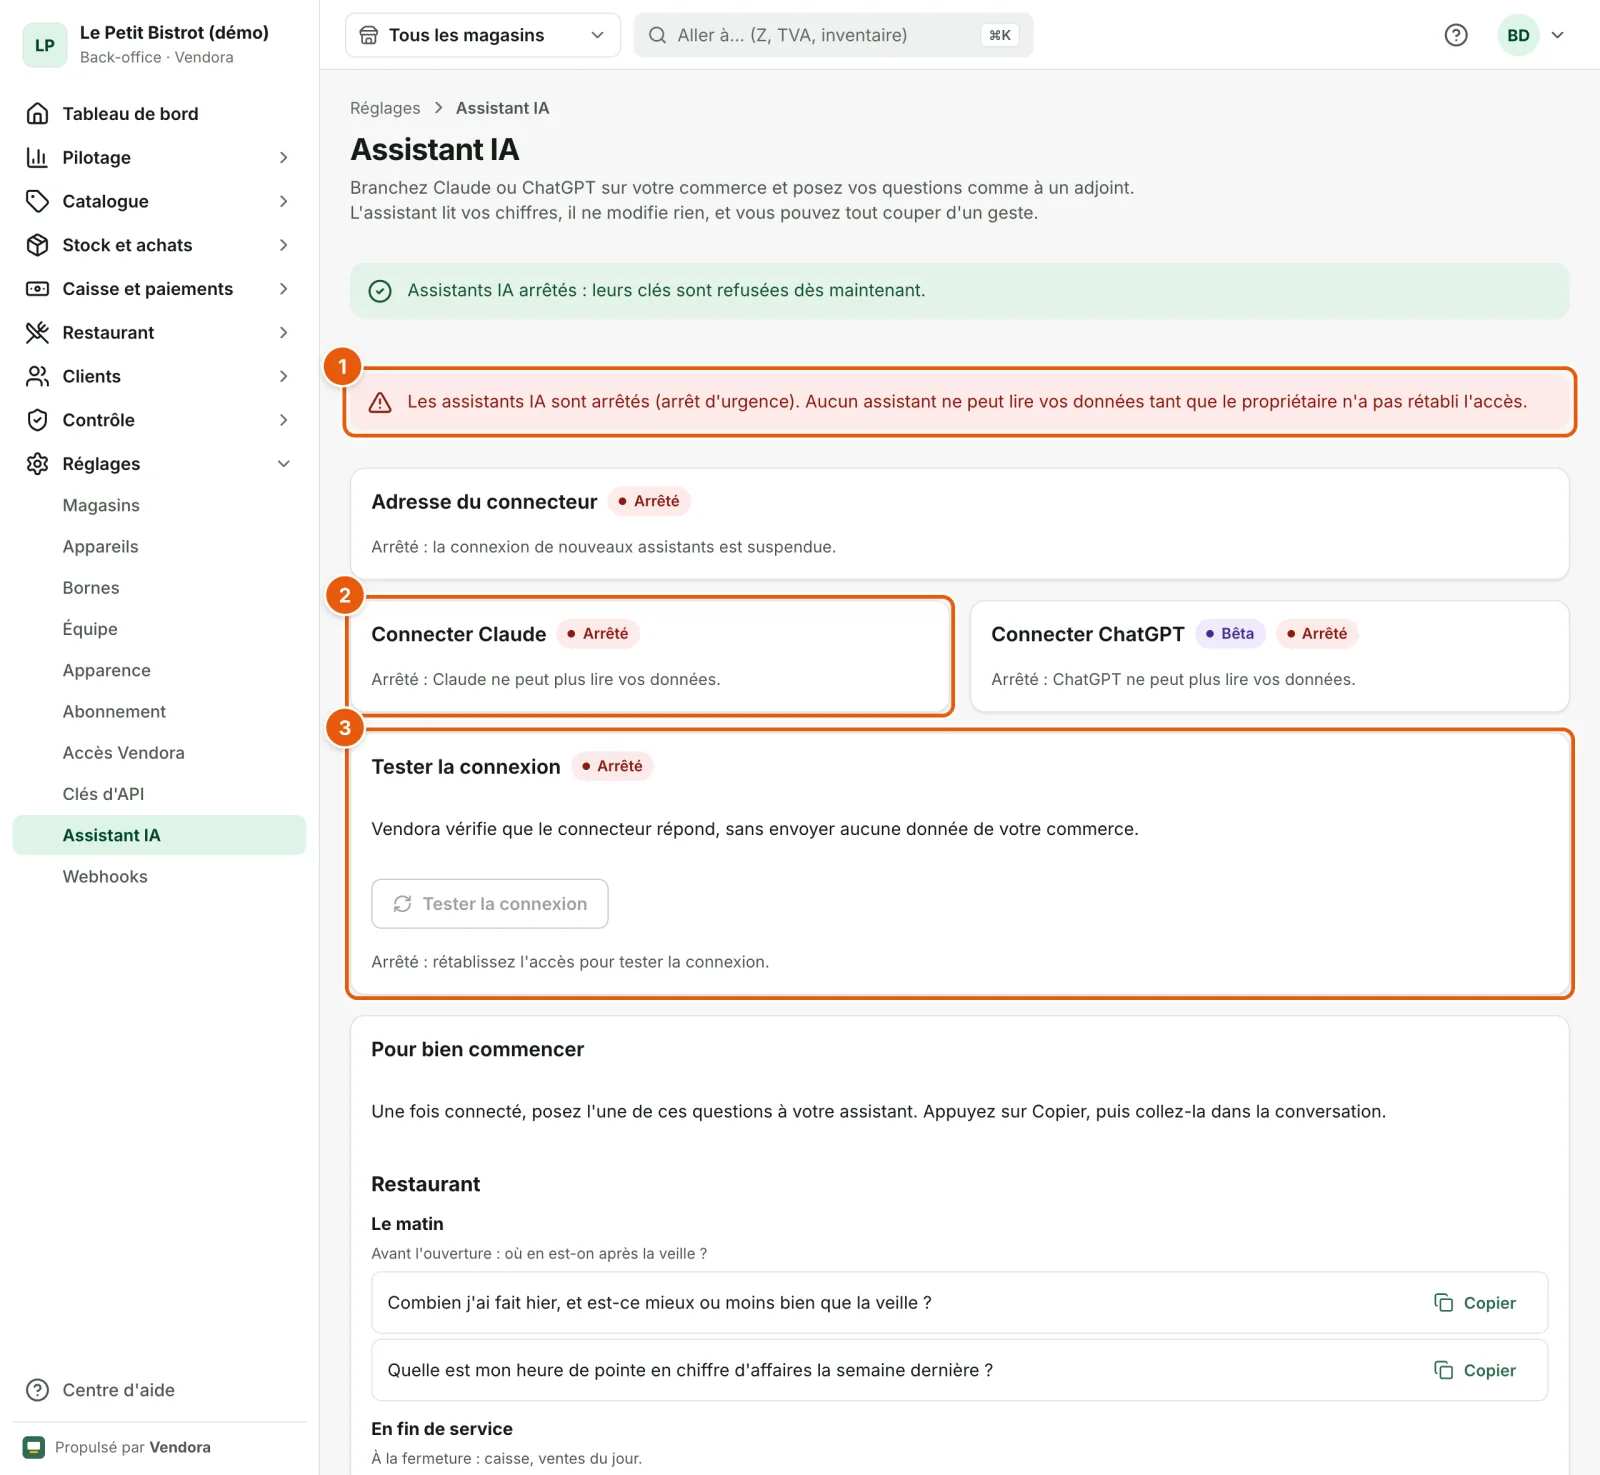 LP
Le Petit Bistrot (démo)
Back-office · Vendora
Tous les magasins
Aller à... (Z, TVA, inventaire)
⌘K
BD
Tableau de bord
Pilotage
Catalogue
Stock et achats
Caisse et paiements
Restaurant
Clients
Contrôle
Réglages
Magasins
Appareils
Bornes
Équipe
Apparence
Abonnement
Accès Vendora
Clés d'API
Assistant IA
Webhooks
Centre d'aide
Propulsé par Vendora
Réglages > Assistant IA
Assistant IA
Branchez Claude ou ChatGPT sur votre commerce et posez vos questions comme à un adjoint.
L'assistant lit vos chiffres, il ne modifie rien, et vous pouvez tout couper d'un geste.
Assistants IA arrêtés : leurs clés sont refusées dès maintenant.
1
Les assistants IA sont arrêtés (arrêt d'urgence). Aucun assistant ne peut lire vos données tant que le propriétaire n'a pas rétabli l'accès.
Adresse du connecteur
Arrêté
Arrêté : la connexion de nouveaux assistants est suspendue.
2
Connecter Claude
Arrêté
Arrêté : Claude ne peut plus lire vos données.
Connecter ChatGPT
Bêta
Arrêté
Arrêté : ChatGPT ne peut plus lire vos données.
3
Tester la connexion
Arrêté
Vendora vérifie que le connecteur répond, sans envoyer aucune donnée de votre commerce.
Tester la connexion
Arrêté : rétablissez l'accès pour tester la connexion.
Pour bien commencer
Une fois connecté, posez l'une de ces questions à votre assistant. Appuyez sur Copier, puis collez-la dans la conversation.
Restaurant
Le matin
Avant l'ouverture : où en est-on après la veille ?
Combien j'ai fait hier, et est-ce mieux ou moins bien que la veille ?
Copier
Quelle est mon heure de pointe en chiffre d'affaires la semaine dernière ?
Copier
En fin de service
À la fermeture : caisse, ventes du jour.